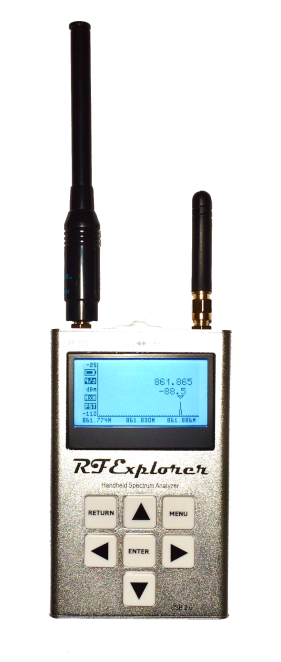 -25
861.865
-88.5
dBm
-110
861.774M 861.830M 861.886M
RFExplorer
Handheld Spectrum Analyzer
RETURN
MENU
ENTER